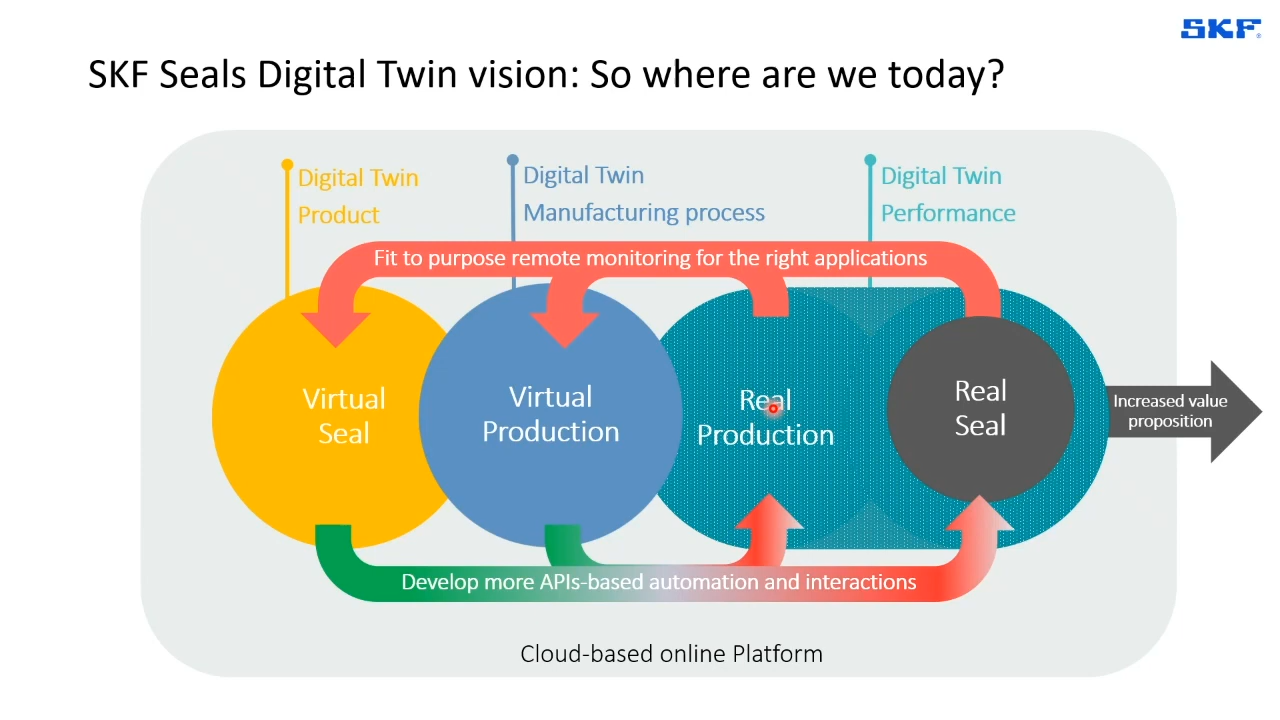 SKF
SKF Seals Digital Twin vision: So where are we today?
Digital Twin
Product
Digital Twin
Manufacturing process
Digital Twin
Performance
Fit to purpose remote monitoring for the right applications
Virtual
Seal
Virtual
Production
Real
Production
Real
Seal
Increased value
proposition
Develop more APIs-based automation and interactions
Cloud-based online Platform